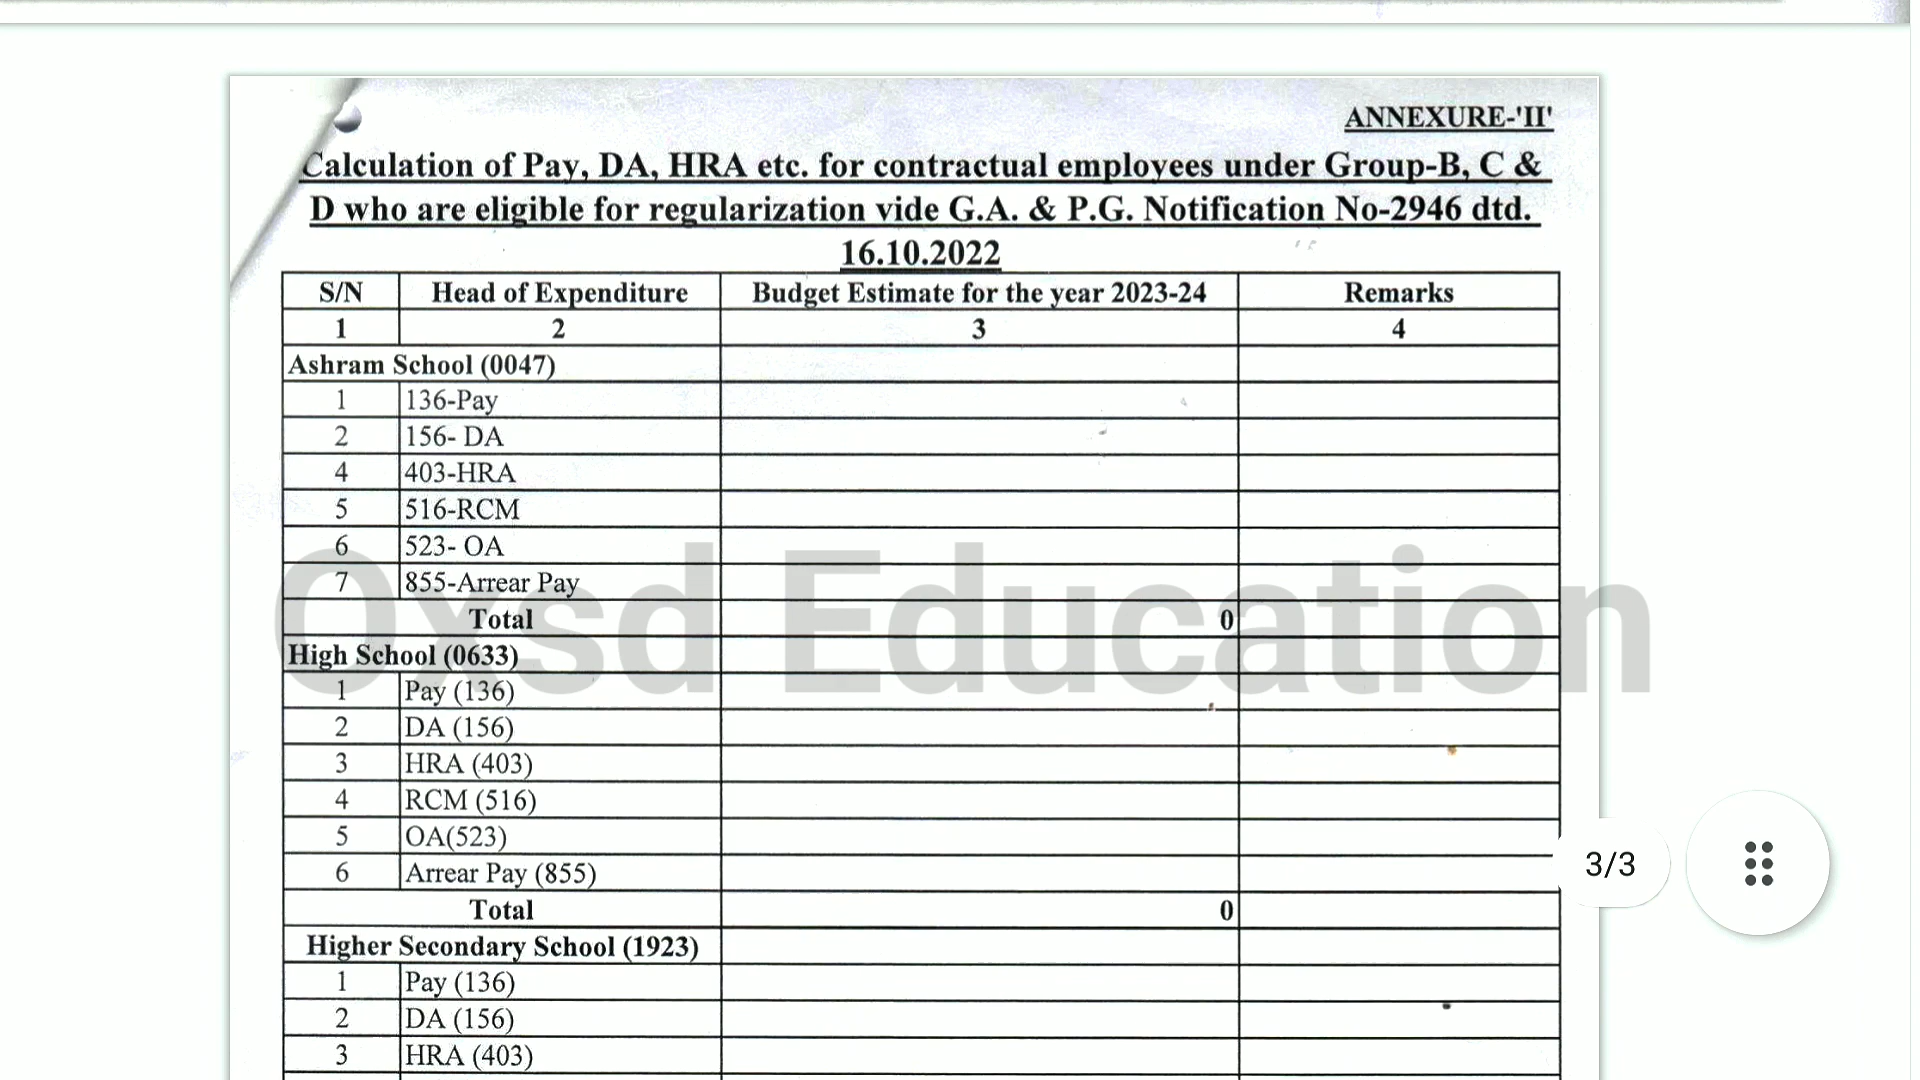 ANNEXURE-'II'
Calculation of Pay, DA, HRA etc. for contractual employees under Group-B, C &
D who are eligible for regularization vide G.A. & P.G. Notification No-2946 dtd.
16.10.2022
S/N Head of Expenditure Budget Estimate for the year 2023-24 Remarks
1 2 3 4
Ashram School (0047)
1 136-Pay
2 156- DA
4 403-HRA
5 516-RCM
6 523- OA
7 855-Arrear Pay
Oxsd Education
Total 0
High School (0633)
1 Pay (136)
2 DA (156)
3 HRA (403)
4 RCM (516)
5 OA(523)
6 Arrear Pay (855)
3/3
Total 0
Higher Secondary School (1923)
1 Pay (136)
2 DA (156)
3 HRA (403)